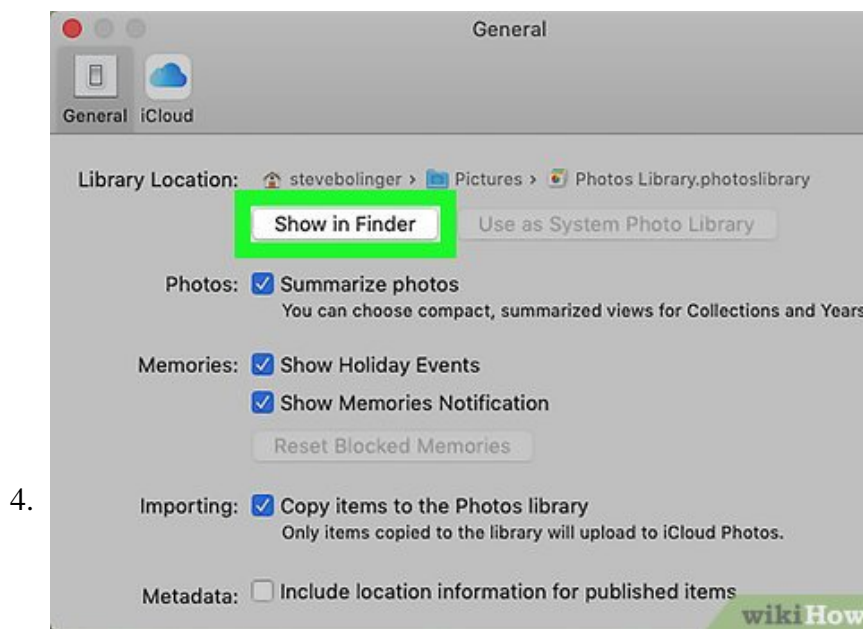 General
General iCloud
Library Location: stevebolinger › Pictures › Photos Library.photoslibrary
Show in Finder Use as System Photo Library
Photos: Summarize photos
You can choose compact, summarized views for Collections and Years
Memories: Show Holiday Events
Show Memories Notification
Reset Blocked Memories
4.
Importing: Copy items to the Photos library
Only items copied to the library will upload to iCloud Photos.
Metadata: Include location information for published items
wikiHow